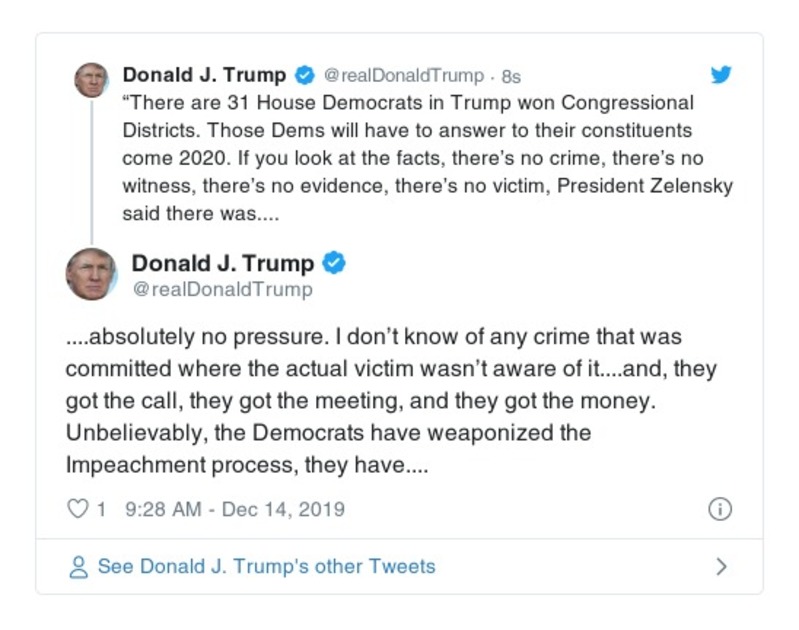 Donald J. Trump @realDonaldTrump · 8s
“There are 31 House Democrats in Trump won Congressional
Districts. Those Dems will have to answer to their constituents
come 2020. If you look at the facts, there’s no crime, there’s no
witness, there’s no evidence, there’s no victim, President Zelensky
said there was....
Donald J. Trump
@realDonaldTrump
....absolutely no pressure. I don’t know of any crime that was
committed where the actual victim wasn’t aware of it....and, they
got the call, they got the meeting, and they got the money.
Unbelievably, the Democrats have weaponized the
Impeachment process, they have....
1 9:28 AM - Dec 14, 2019
See Donald J. Trump's other Tweets